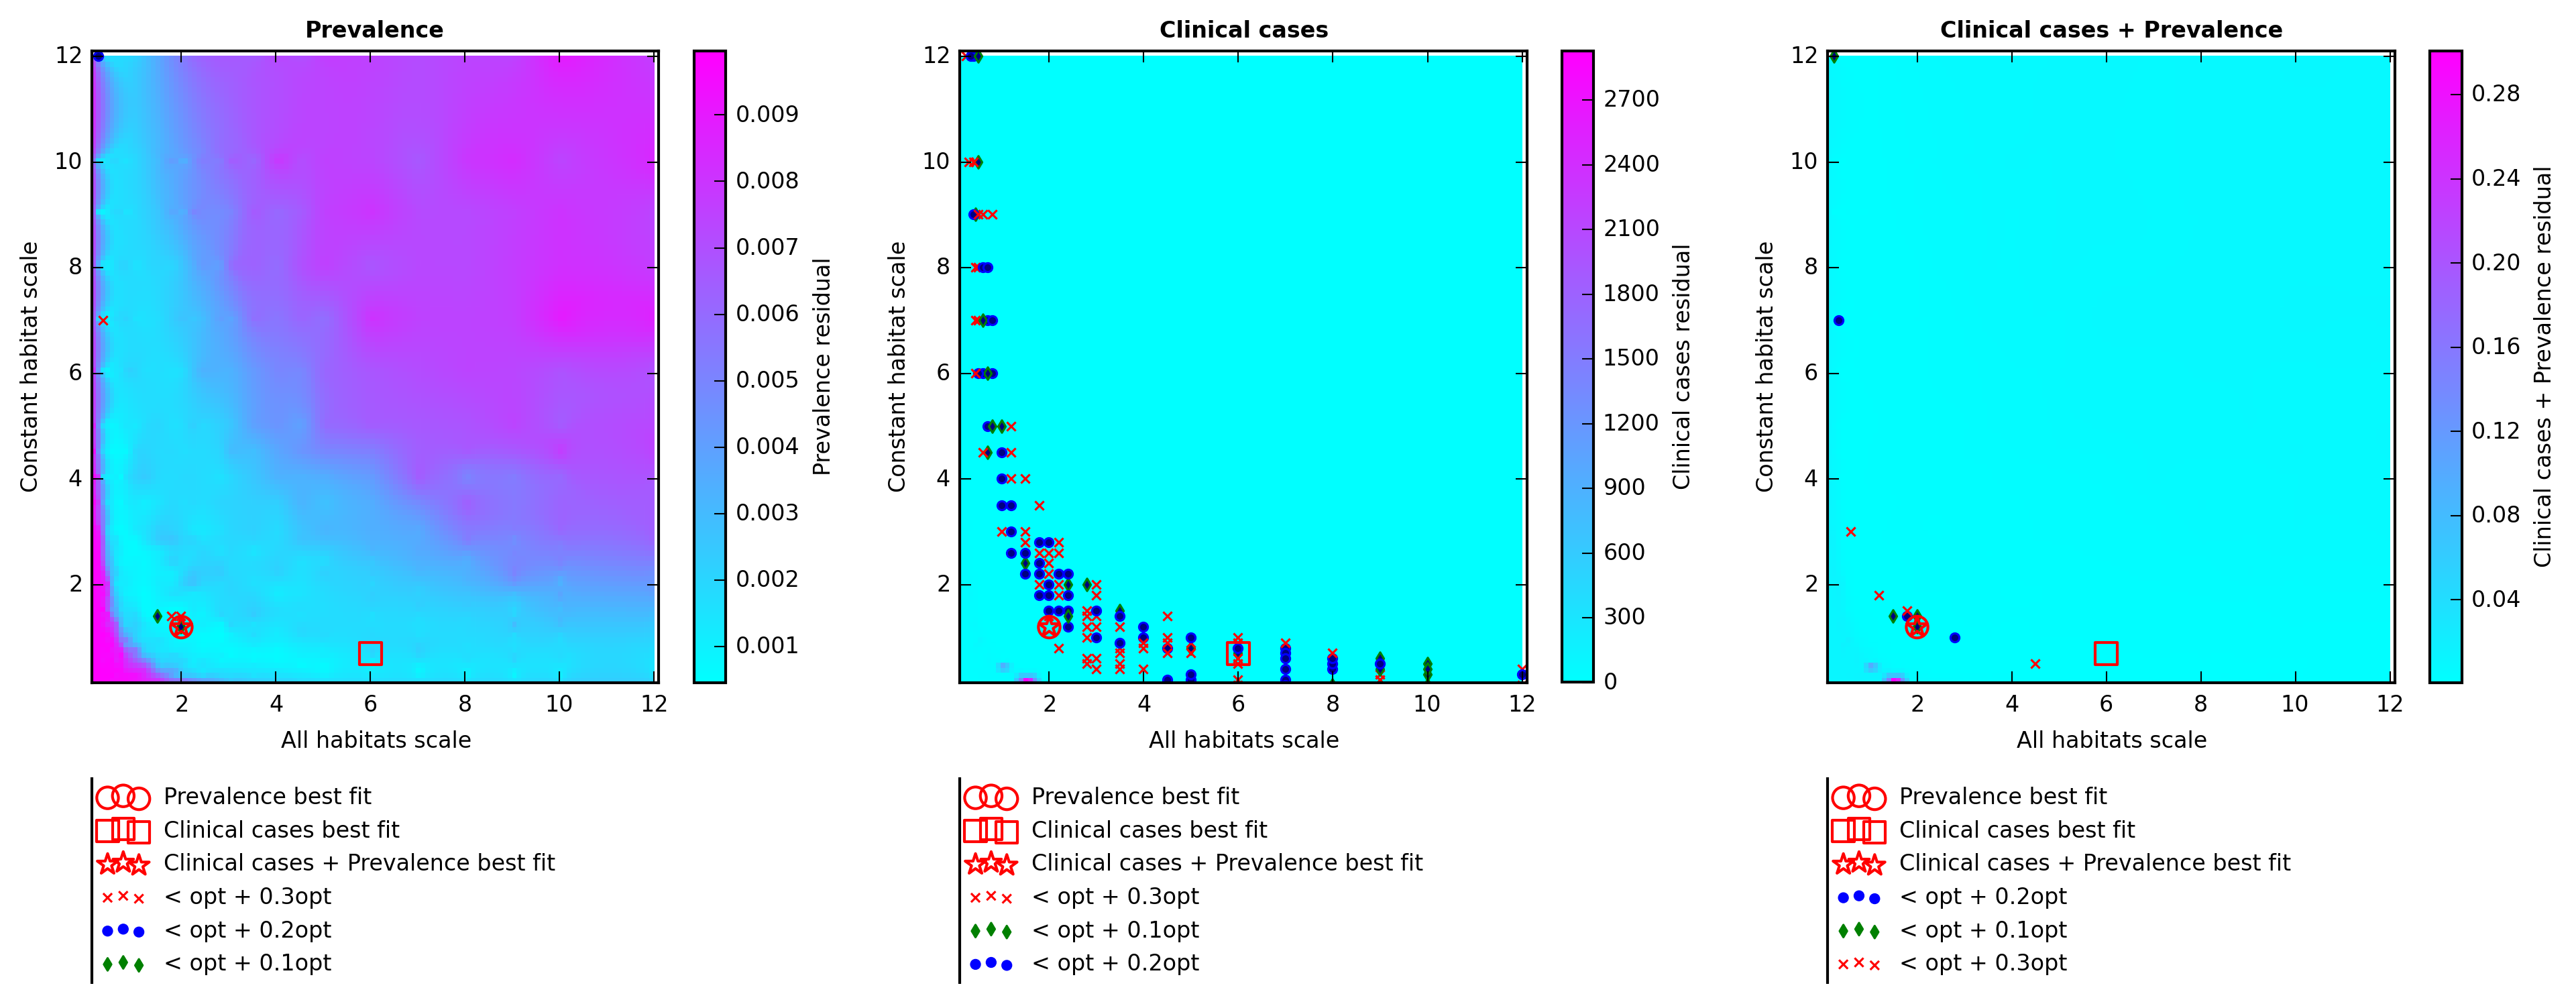 Prevalence
12
10
8
6
4
2
Constant habitat scale
2 4 6 8 10 12
All habitats scale
0.009
0.008
0.007
0.006
0.005
0.004
0.003
0.002
0.001
Prevalence residual
Prevalence best fit
Clinical cases best fit
Clinical cases + Prevalence best fit
< opt + 0.3opt
< opt + 0.2opt
< opt + 0.1opt
Clinical cases
12
10
8
6
4
2
Constant habitat scale
2 4 6 8 10 12
All habitats scale
2700
2400
2100
1800
1500
1200
900
600
300
0
Clinical cases residual
Prevalence best fit
Clinical cases best fit
Clinical cases + Prevalence best fit
< opt + 0.3opt
< opt + 0.1opt
< opt + 0.2opt
Clinical cases + Prevalence
12
10
8
6
4
2
Constant habitat scale
2 4 6 8 10 12
All habitats scale
0.28
0.24
0.20
0.16
0.12
0.08
0.04
Clinical cases + Prevalence residual
Prevalence best fit
Clinical cases best fit
Clinical cases + Prevalence best fit
< opt + 0.2opt
< opt + 0.1opt
< opt + 0.3opt